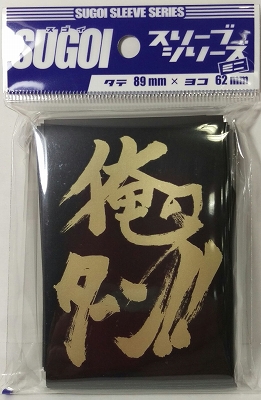 SUGOI SLEEVE SERIES
スゴイ
SUGOI
スリーブ
シリーズ
ミニ
タテ 89mm × ヨコ 62mm
俺の
ターン!!